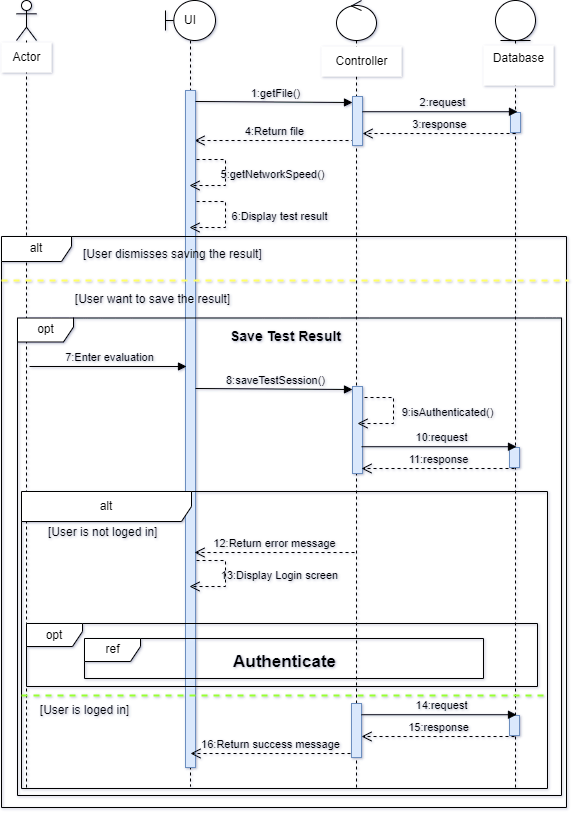 UI
Actor
Controller
Database
1:getFile()
2:request
3:response
4:Return file
5:getNetworkSpeed()
6:Display test result
alt
[User dismisses saving the result]
[User want to save the result]
opt
Save Test Result
7:Enter evaluation
8:saveTestSession()
9:isAuthenticated()
10:request
11:response
alt
[User is not loged in]
12:Return error message
13:Display Login screen
opt
ref
Authenticate
[User is loged in]
14:request
15:response
16:Return success message